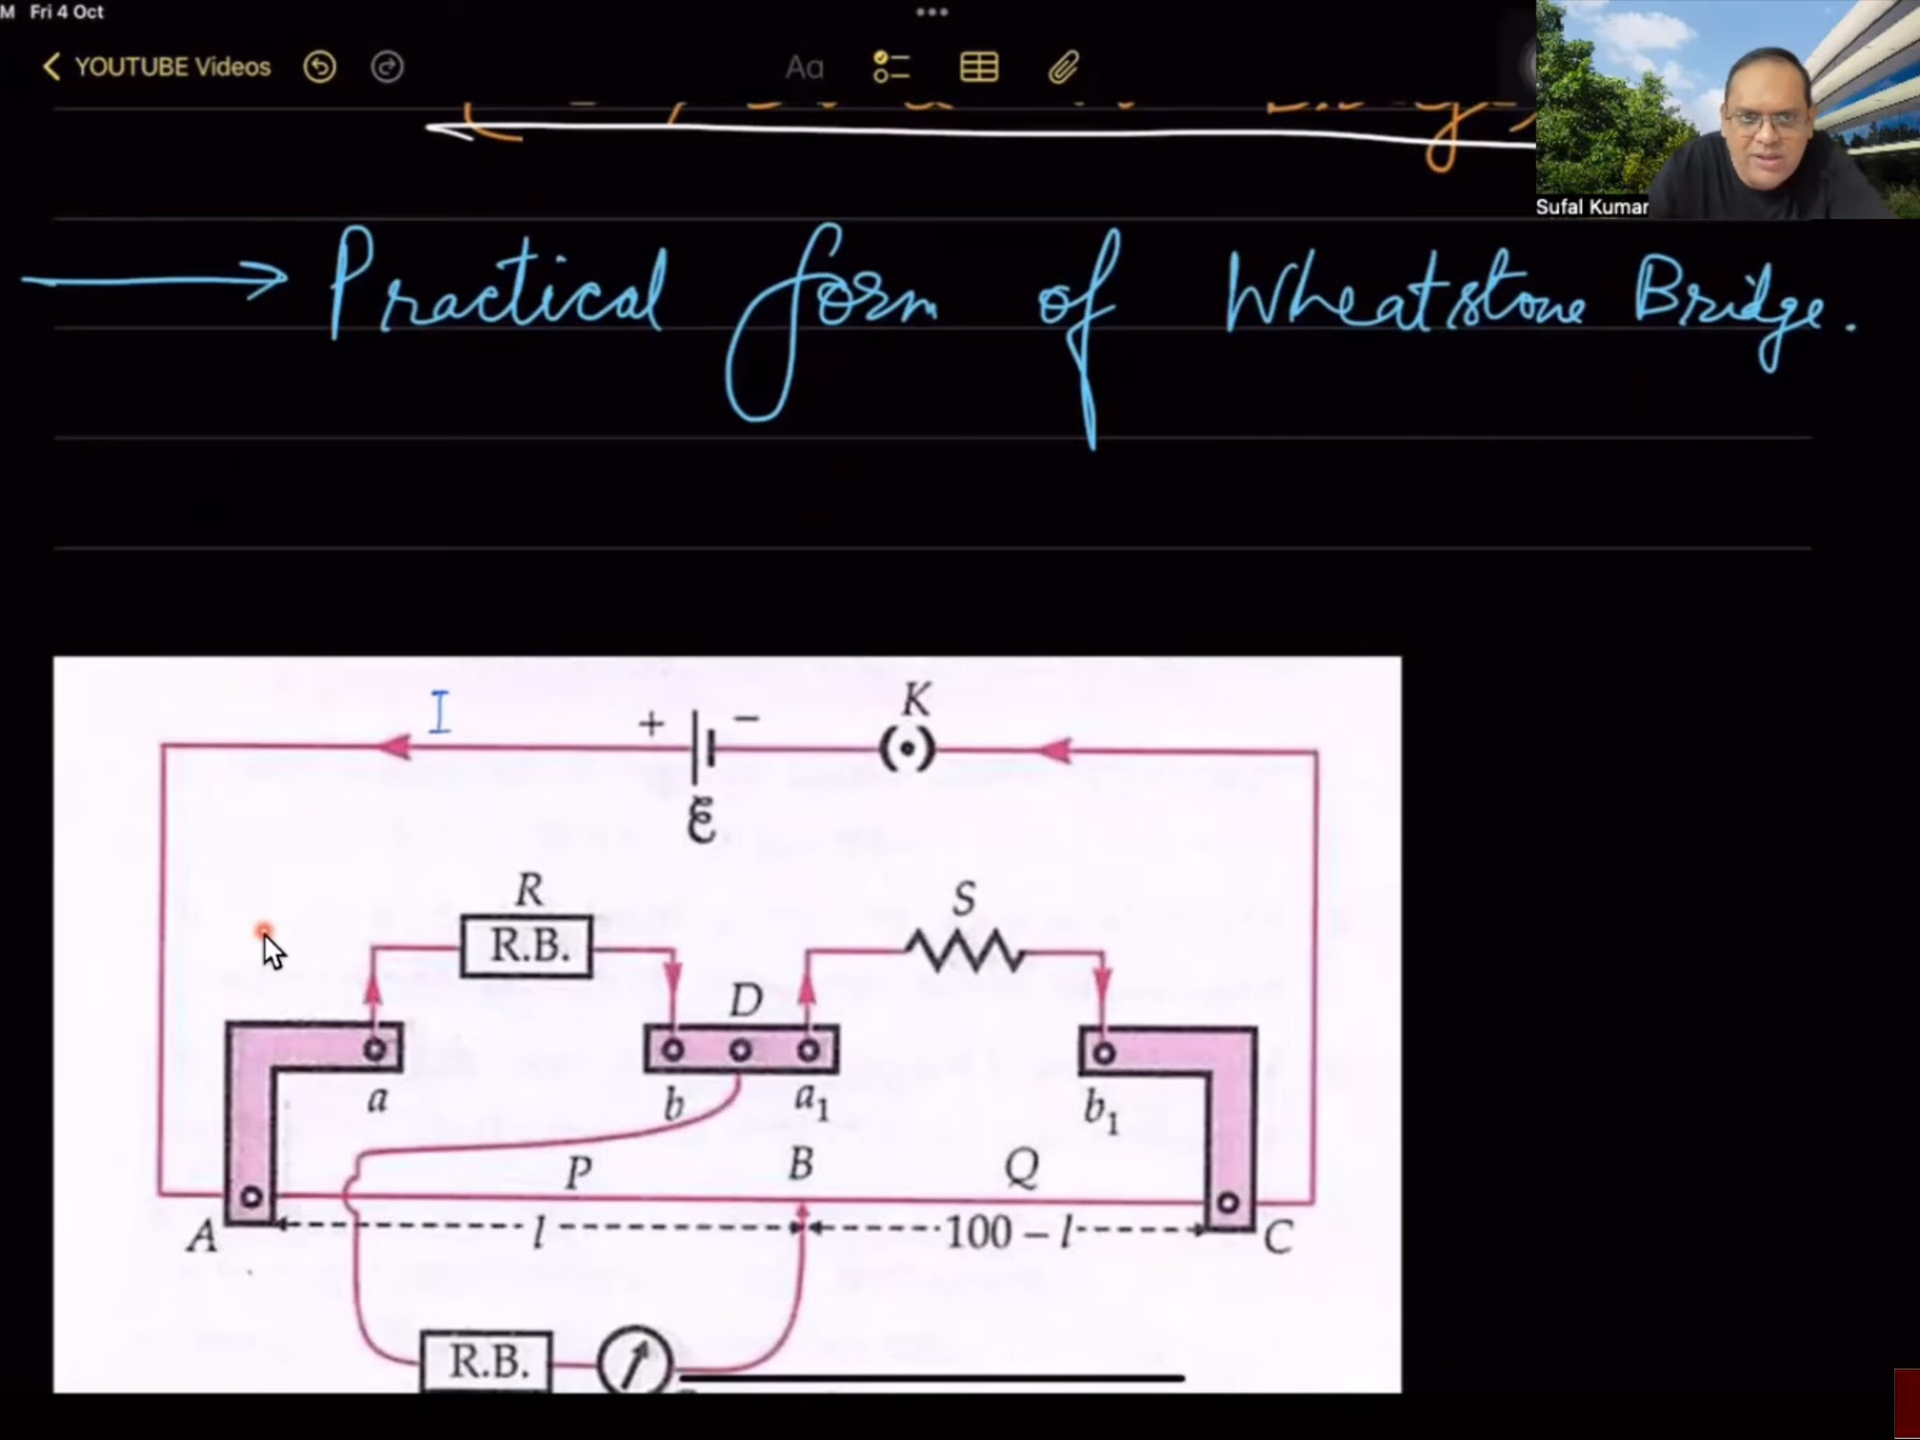 M Fri 4 Oct
YOUTUBE Videos
Aa
Sufal Kumar
Practical form of Wheatstone Bridge.
I
+ −
K
ℰ
R
R.B.
S
D
a
b
a₁
b₁
P
B
Q
A
l
100 – l
C
R.B.